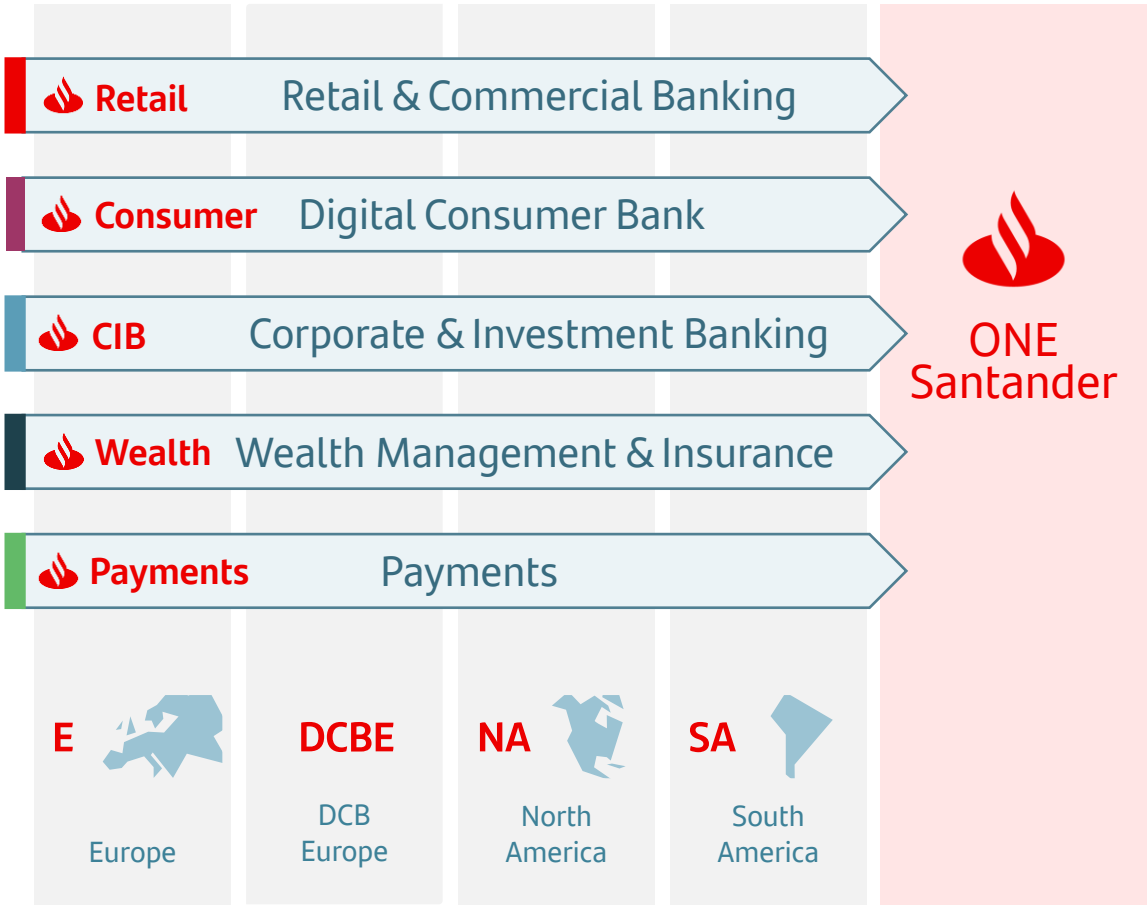 Retail Retail & Commercial Banking
Consumer Digital Consumer Bank
CIB Corporate & Investment Banking
Wealth Wealth Management & Insurance
Payments Payments
ONE
Santander
E
Europe
DCBE
DCB
Europe
NA
North
America
SA
South
America